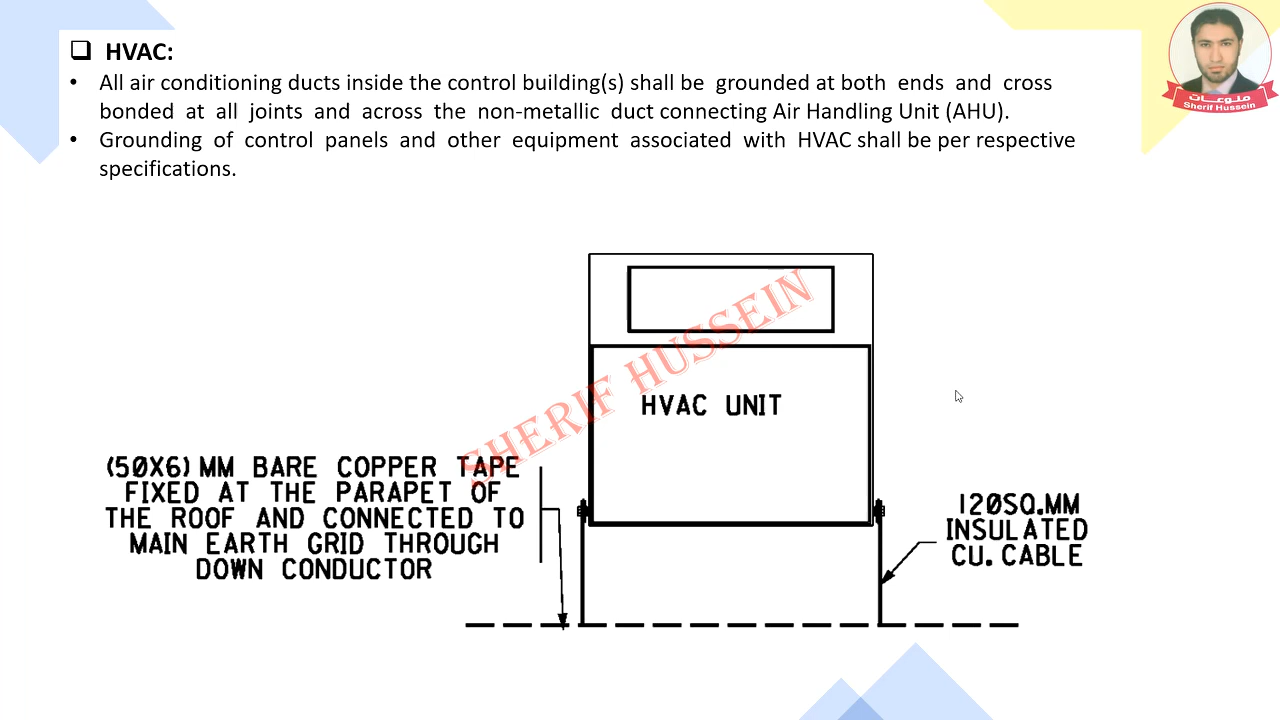 HVAC:
• All air conditioning ducts inside the control building(s) shall be grounded at both ends and cross
bonded at all joints and across the non-metallic duct connecting Air Handling Unit (AHU).
• Grounding of control panels and other equipment associated with HVAC shall be per respective
specifications.
ملوعات
Sherif Hussein
SHERIF HUSSEIN
HVAC UNIT
(50X6) MM BARE COPPER TAPE
FIXED AT THE PARAPET OF
THE ROOF AND CONNECTED TO
MAIN EARTH GRID THROUGH
DOWN CONDUCTOR
120SQ.MM
INSULATED
CU. CABLE